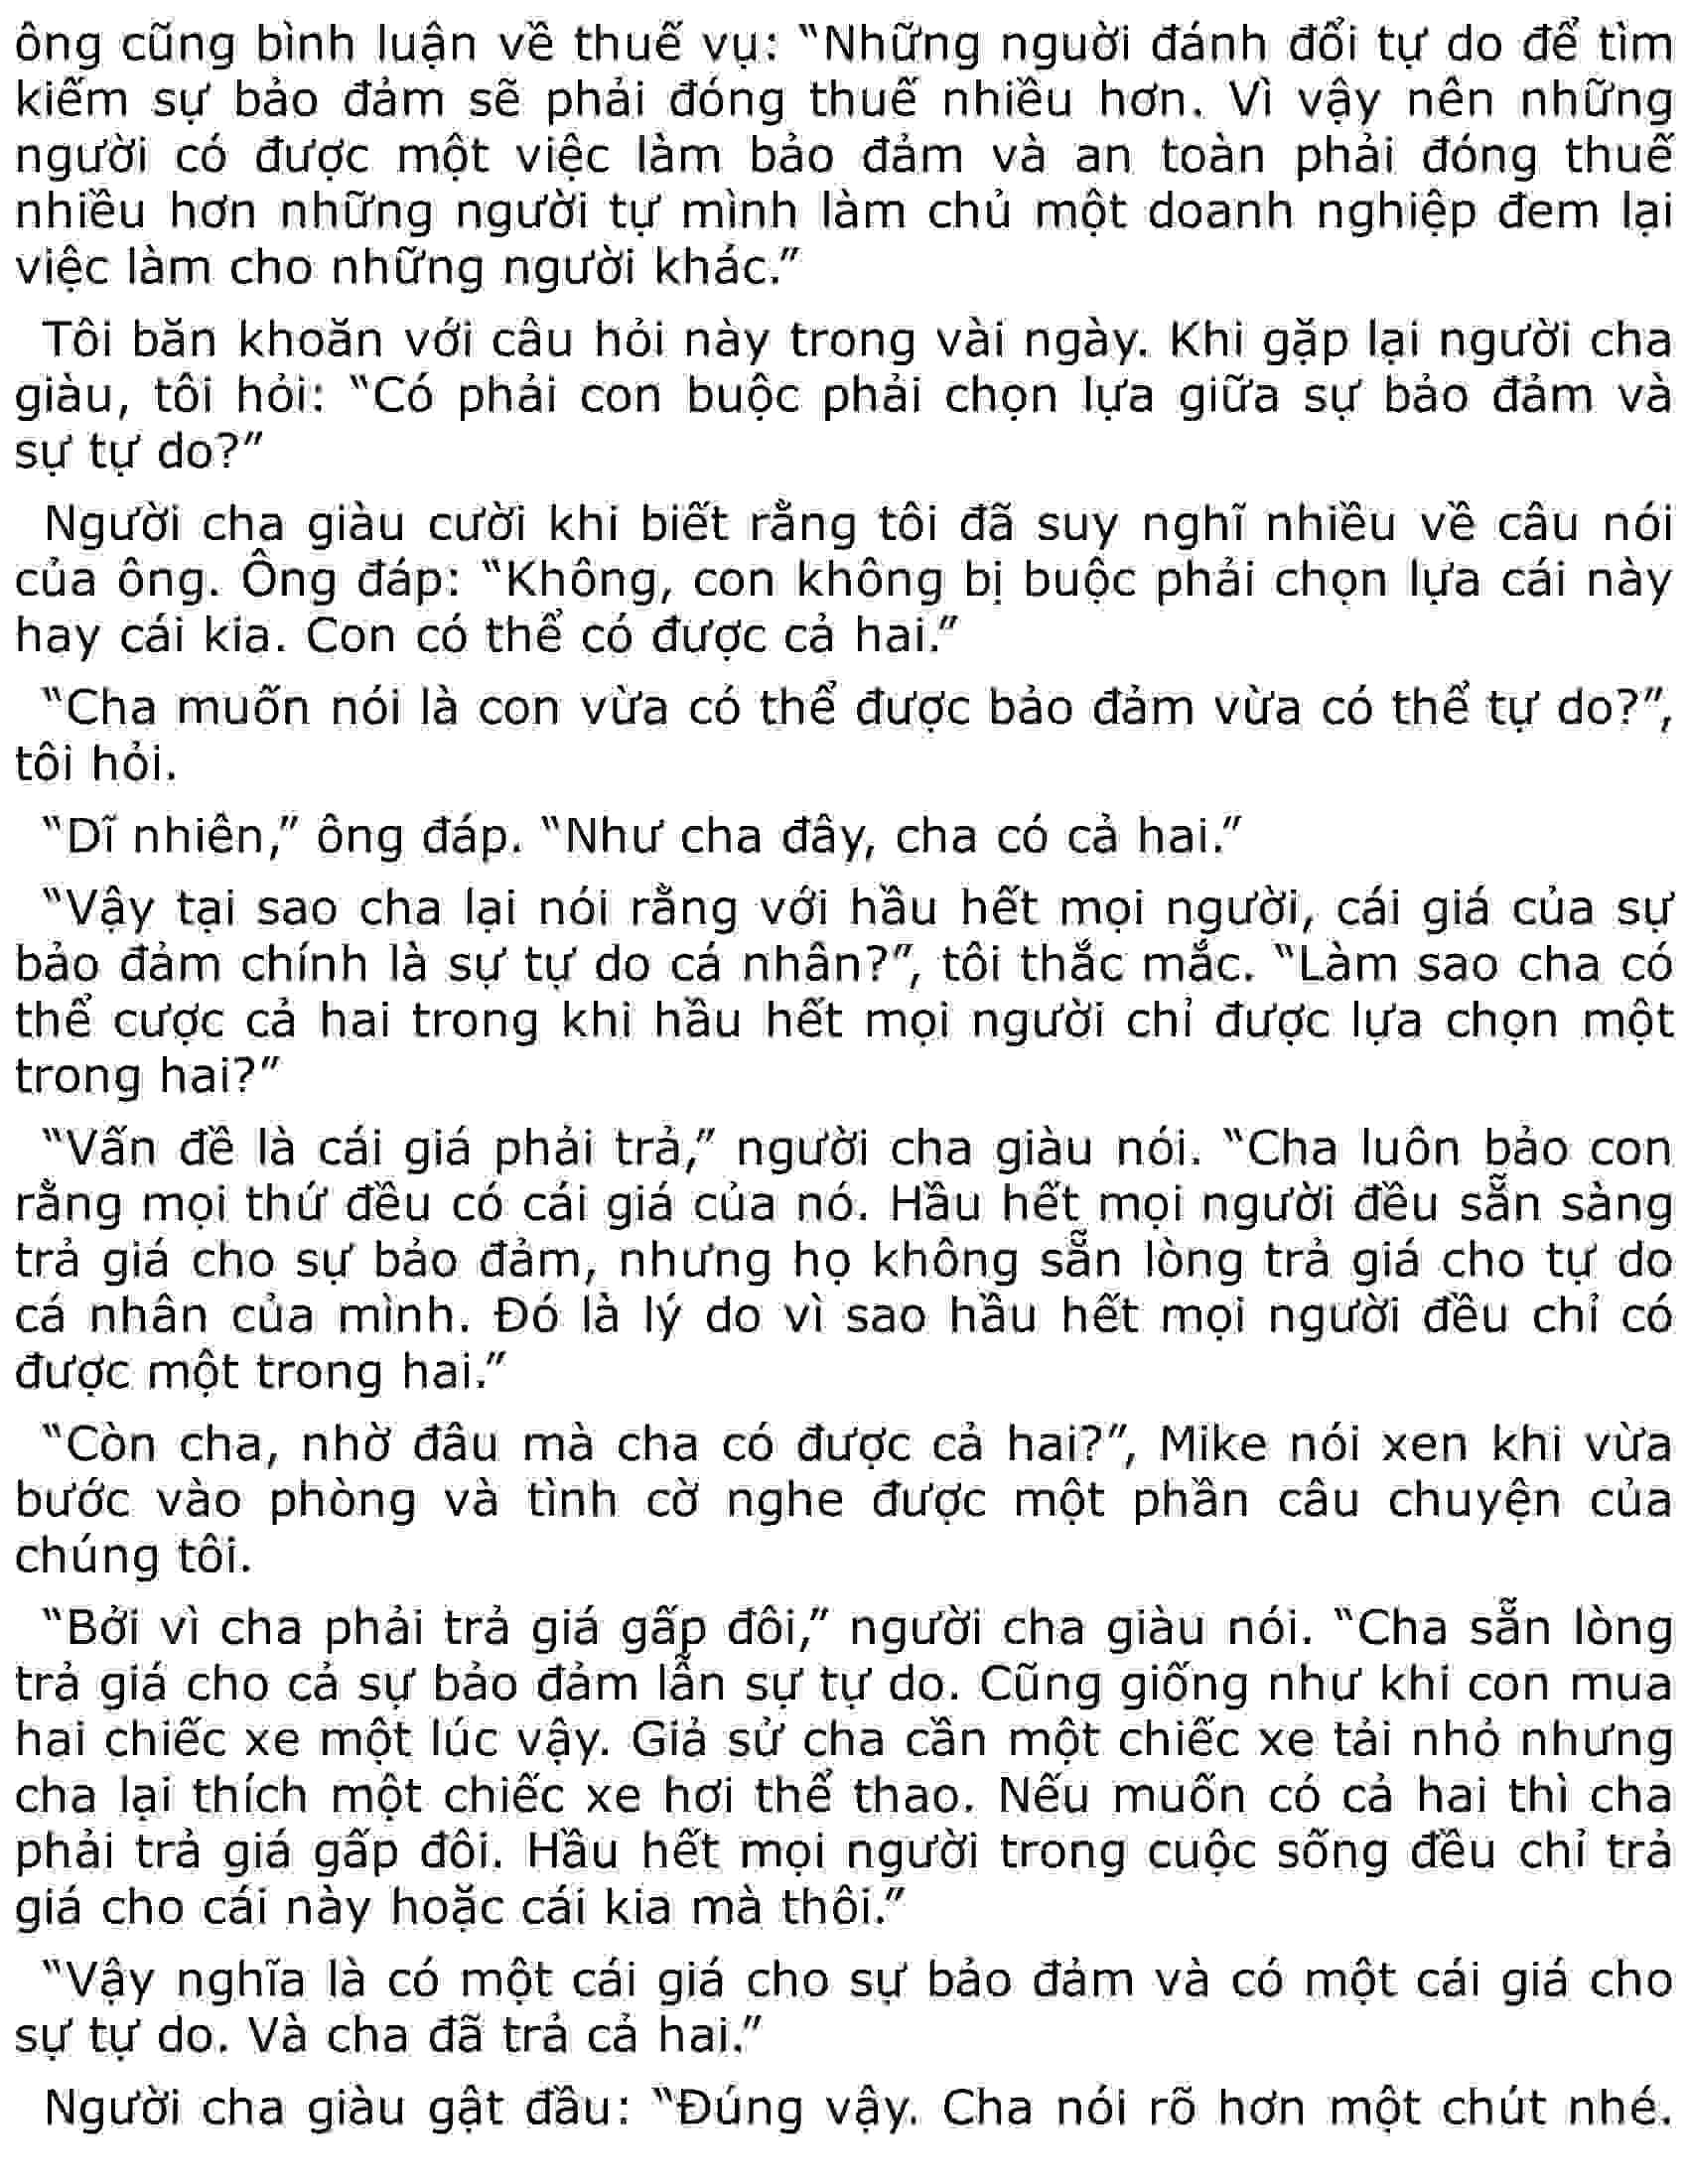 ông cũng bình luận về thuế vụ: “Những nguời đánh đổi tự do để tìm
kiếm sự bảo đảm sẽ phải đóng thuế nhiều hơn. Vì vậy nên những
người có được một việc làm bảo đảm và an toàn phải đóng thuế
nhiều hơn những người tự mình làm chủ một doanh nghiệp đem lại
việc làm cho những người khác.”
Tôi băn khoăn với câu hỏi này trong vài ngày. Khi gặp lại người cha
giàu, tôi hỏi: “Có phải con buộc phải chọn lựa giữa sự bảo đảm và
sự tự do?”
Người cha giàu cười khi biết rằng tôi đã suy nghĩ nhiều về câu nói
của ông. Ông đáp: “Không, con không bị buộc phải chọn lựa cái này
hay cái kia. Con có thể có được cả hai.”
“Cha muốn nói là con vừa có thể được bảo đảm vừa có thể tự do?”,
tôi hỏi.
“Dĩ nhiên,” ông đáp. “Như cha đây, cha có cả hai.”
“Vậy tại sao cha lại nói rằng với hầu hết mọi người, cái giá của sự
bảo đảm chính là sự tự do cá nhân?”, tôi thắc mắc. “Làm sao cha có
thể cược cả hai trong khi hầu hết mọi người chỉ được lựa chọn một
trong hai?”
“Vấn đề là cái giá phải trả,” người cha giàu nói. “Cha luôn bảo con
rằng mọi thứ đều có cái giá của nó. Hầu hết mọi người đều sẵn sàng
trả giá cho sự bảo đảm, nhưng họ không sẵn lòng trả giá cho tự do
cá nhân của mình. Đó là lý do vì sao hầu hết mọi người đều chỉ có
được một trong hai.”
“Còn cha, nhờ đâu mà cha có được cả hai?”, Mike nói xen khi vừa
bước vào phòng và tình cờ nghe được một phần câu chuyện của
chúng tôi.
“Bởi vì cha phải trả giá gấp đôi,” người cha giàu nói. “Cha sẵn lòng
trả giá cho cả sự bảo đảm lẫn sự tự do. Cũng giống như khi con mua
hai chiếc xe một lúc vậy. Giả sử cha cần một chiếc xe tải nhỏ nhưng
cha lại thích một chiếc xe hơi thể thao. Nếu muốn có cả hai thì cha
phải trả giá gấp đôi. Hầu hết mọi người trong cuộc sống đều chỉ trả
giá cho cái này hoặc cái kia mà thôi.”
“Vậy nghĩa là có một cái giá cho sự bảo đảm và có một cái giá cho
sự tự do. Và cha đã trả cả hai.”
Người cha giàu gật đầu: “Đúng vậy. Cha nói rõ hơn một chút nhé.